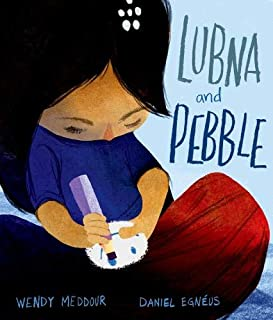 LUBNA
and
PEBBLE
WENDY MEDDOUR DANIEL EGNÉUS